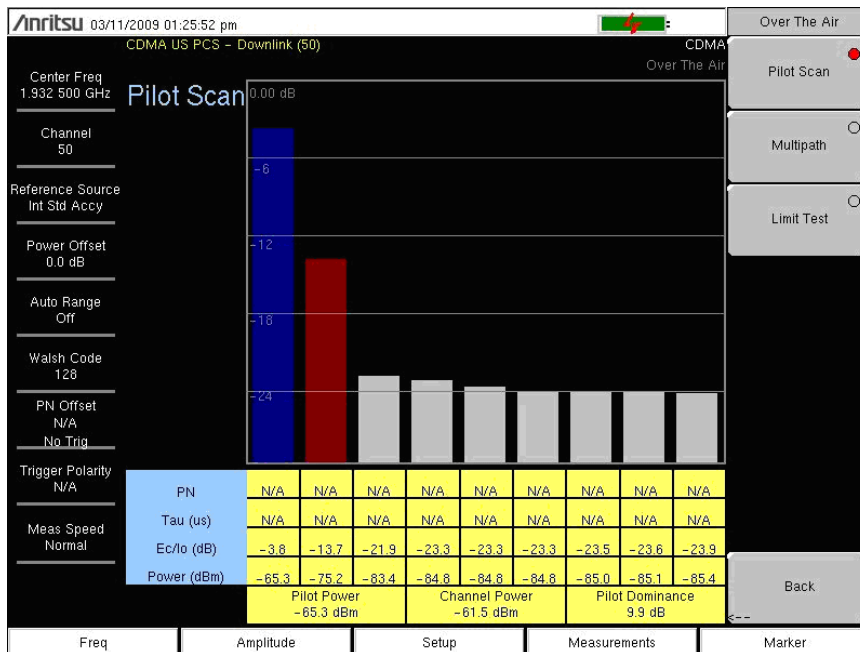 Anritsu 03/11/2009 01:25:52 pm
Over The Air
CDMA US PCS - Downlink (50)
CDMA
Over The Air
Center Freq
1.932 500 GHz
Channel
50
Reference Source
Int Std Accy
Power Offset
0.0 dB
Auto Range
Off
Walsh Code
128
PN Offset
N/A
No Trig
Trigger Polarity
N/A
Meas Speed
Normal
Pilot Scan
0.00 dB
-6
-12
-18
-24
PN N/A N/A N/A N/A N/A N/A N/A N/A N/A
Tau (us) N/A N/A N/A N/A N/A N/A N/A N/A N/A
Ec/Io (dB) -3.8 -13.7 -21.9 -23.3 -23.3 -23.3 -23.5 -23.6 -23.9
Power (dBm) -65.3 -75.2 -83.4 -84.8 -84.8 -84.8 -85.0 -85.1 -85.4
Pilot Power
-65.3 dBm
Channel Power
-61.5 dBm
Pilot Dominance
9.9 dB
Pilot Scan
Multipath
Limit Test
Back
<--
Freq Amplitude Setup Measurements Marker